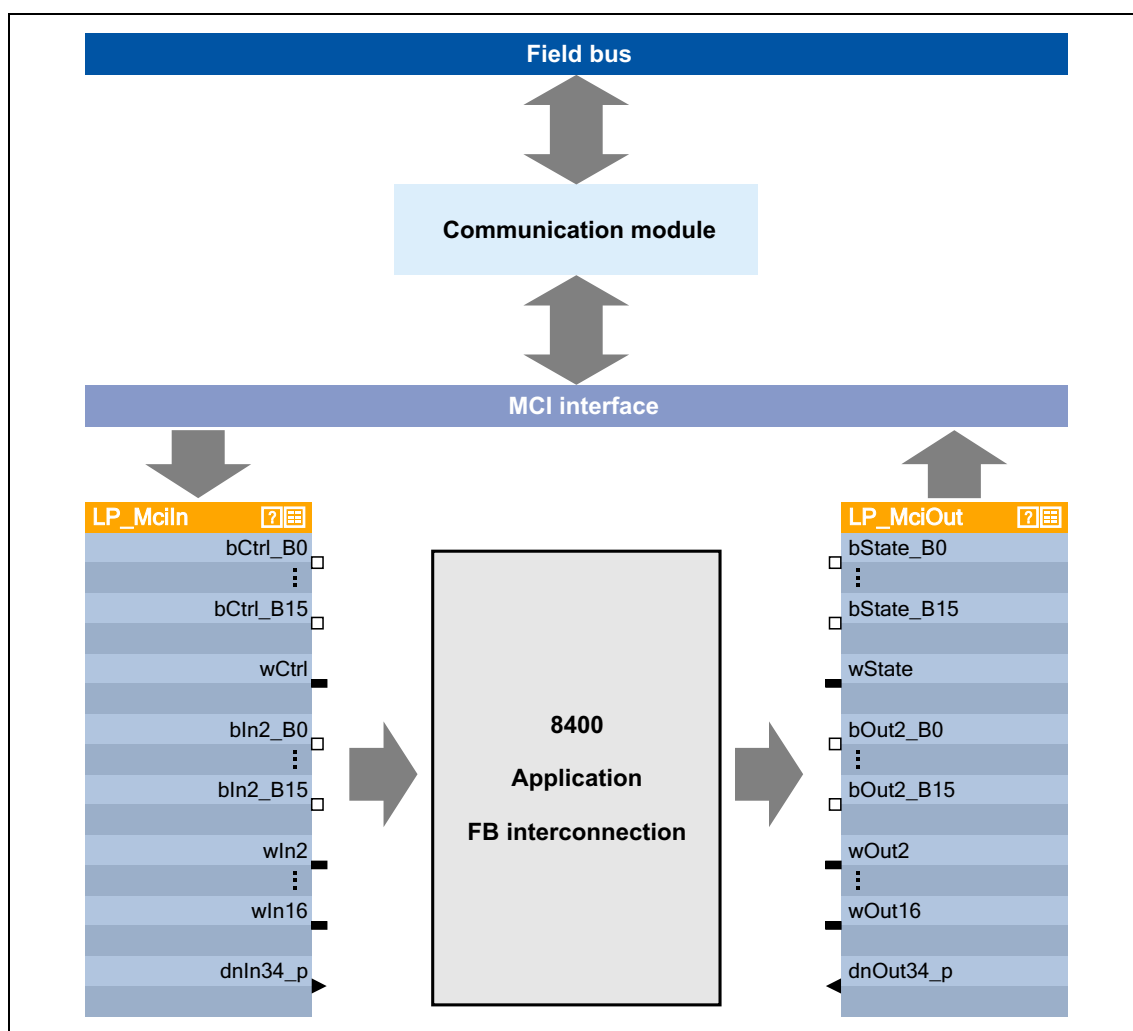 Field bus
Communication module
MCI interface
LP_MciIn
bCtrl_B0
bCtrl_B15
wCtrl
bIn2_B0
bIn2_B15
wIn2
wIn16
dnIn34_p
8400
Application
FB interconnection
LP_MciOut
bState_B0
bState_B15
wState
bOut2_B0
bOut2_B15
wOut2
wOut16
dnOut34_p